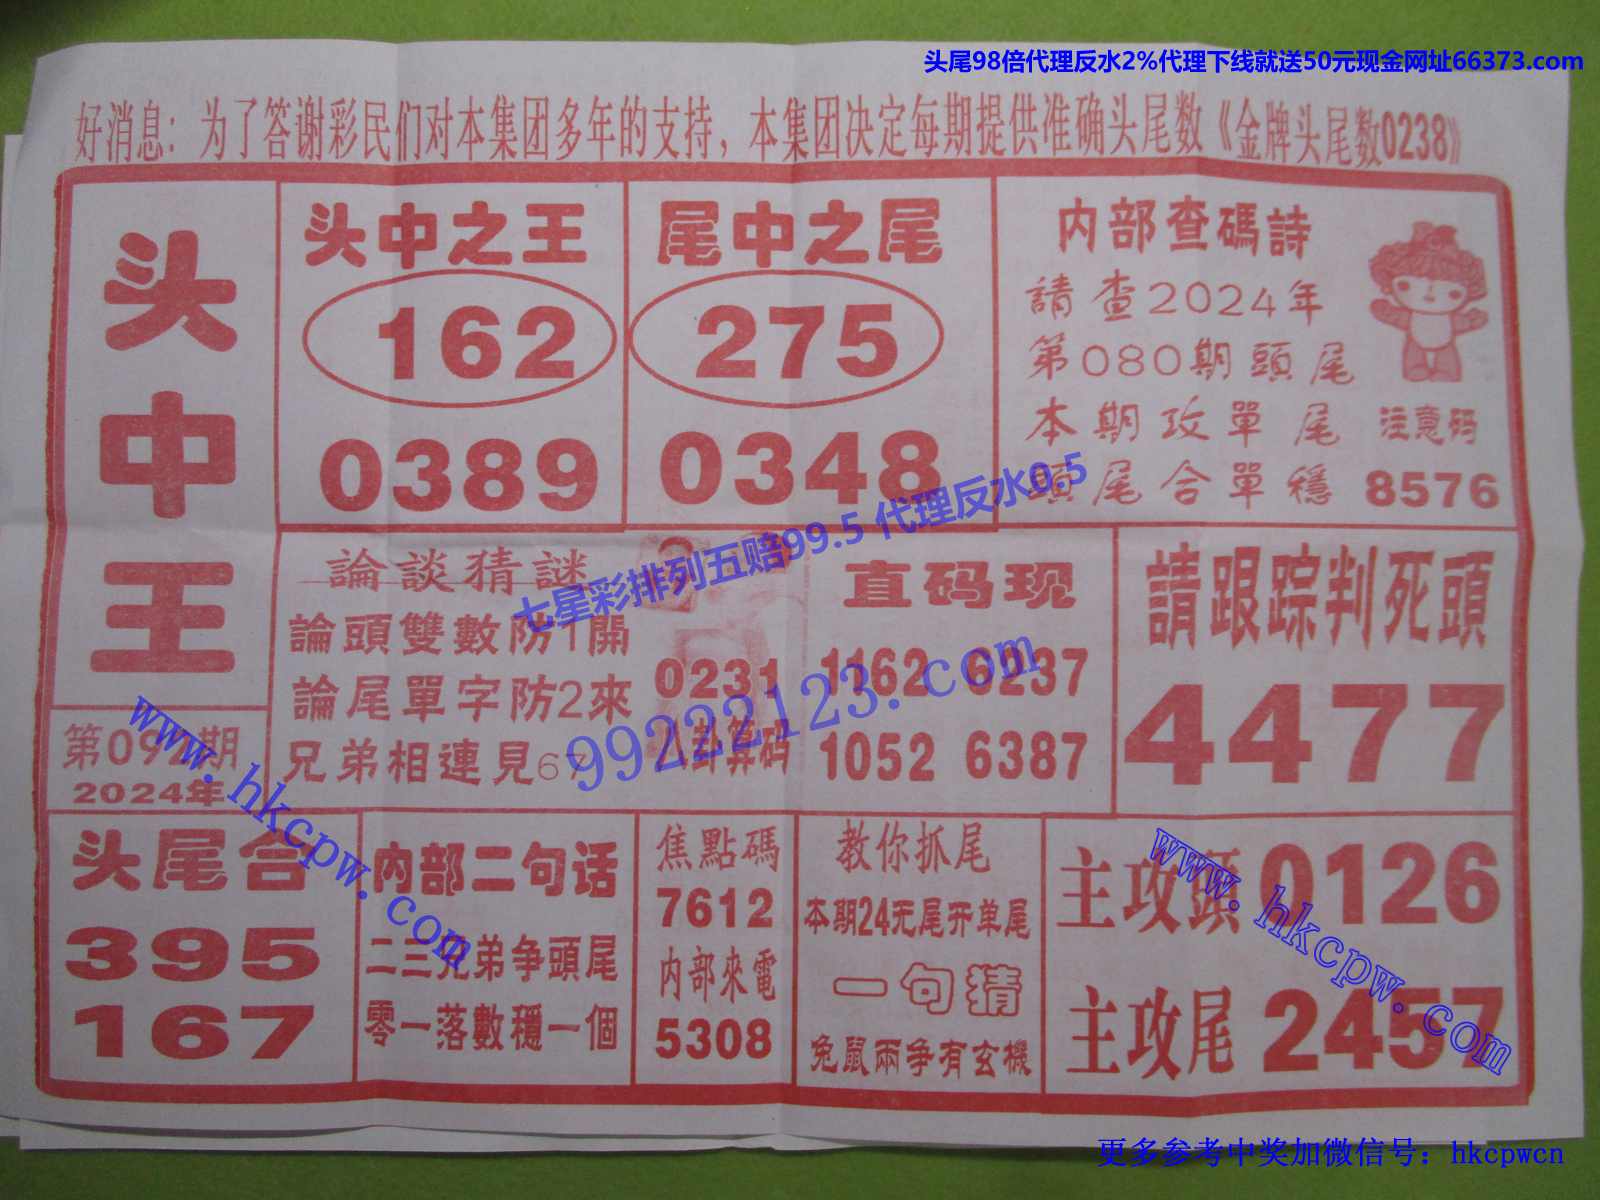 头尾98倍代理反水2%代理下线就送50元现金网址66373.com
好消息：为了答谢彩民们对本集团多年的支持，本集团决定每期提供准确头尾数《金牌头尾数0238》
头中王
第092期
2024年
头中之王
162
0389
尾中之尾
275
0348
内部查碼詩
請查2024年
第080期頭尾
本期攻單尾
頭尾合單穩
注意码
8576
論談猜謎
論頭雙數防1開
論尾單字防2來
兄弟相連見67
0231
八卦算码
直码现
1162 6237
1052 6387
請跟踪判死頭
4477
头尾合
395
167
内部二句话
二三兄弟争頭尾
零一落數穩一個
焦點碼
7612
内部來電
5308
教你抓尾
本期24无尾开单尾
一句猜
兔鼠兩争有玄機
主攻頭 0126
主攻尾 2457
七星彩排列五赔99.5 代理反水0.5
99222123.com
www.hkcpw.com
www.hkcpw.com
更多参考中奖加微信号：hkcpwcn